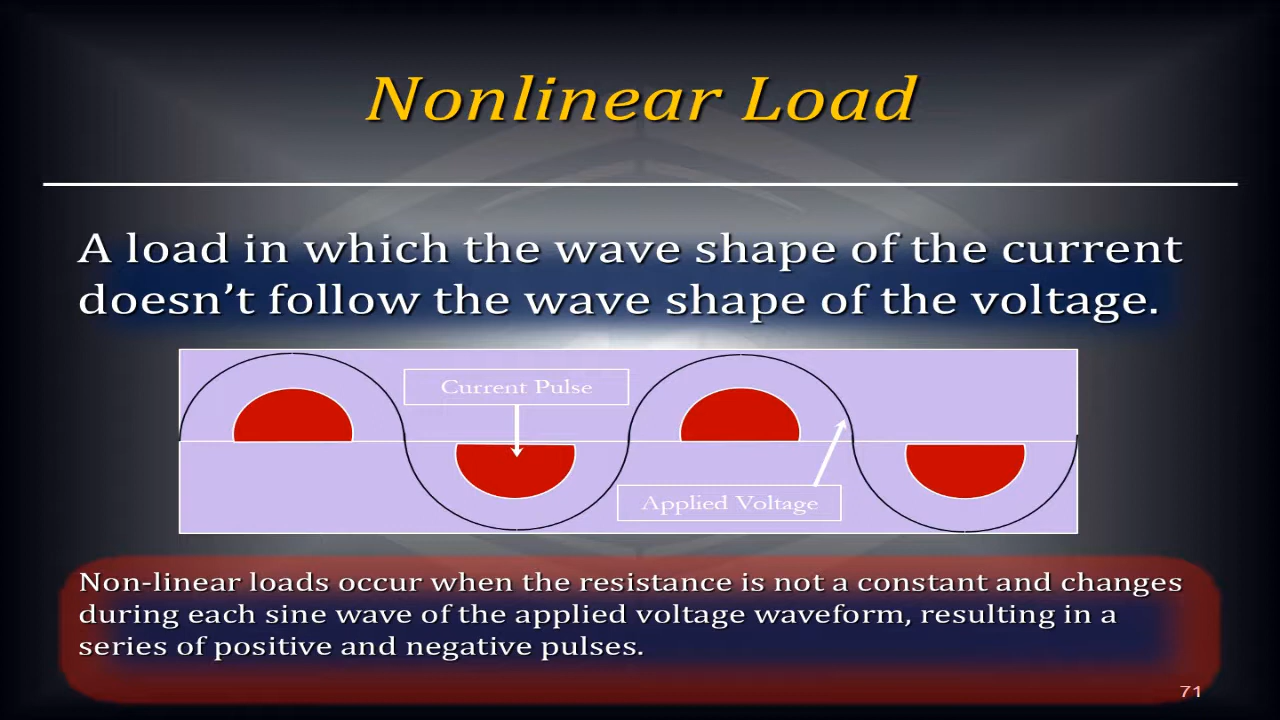 Nonlinear Load
A load in which the wave shape of the current
doesn’t follow the wave shape of the voltage.
Current Pulse
Applied Voltage
Non-linear loads occur when the resistance is not a constant and changes
during each sine wave of the applied voltage waveform, resulting in a
series of positive and negative pulses.
71